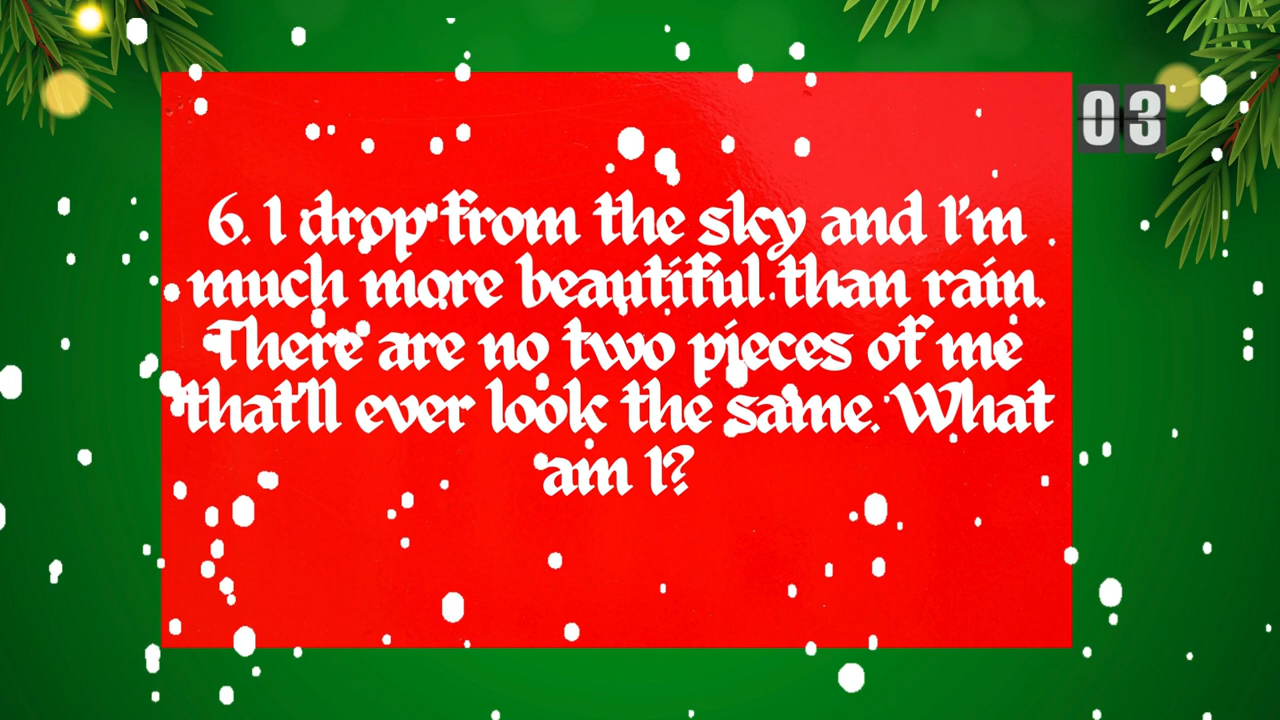 03
6. I drop from the sky and I'm
much more beautiful than rain.
There are no two pieces of me
that'll ever look the same. What
am I?